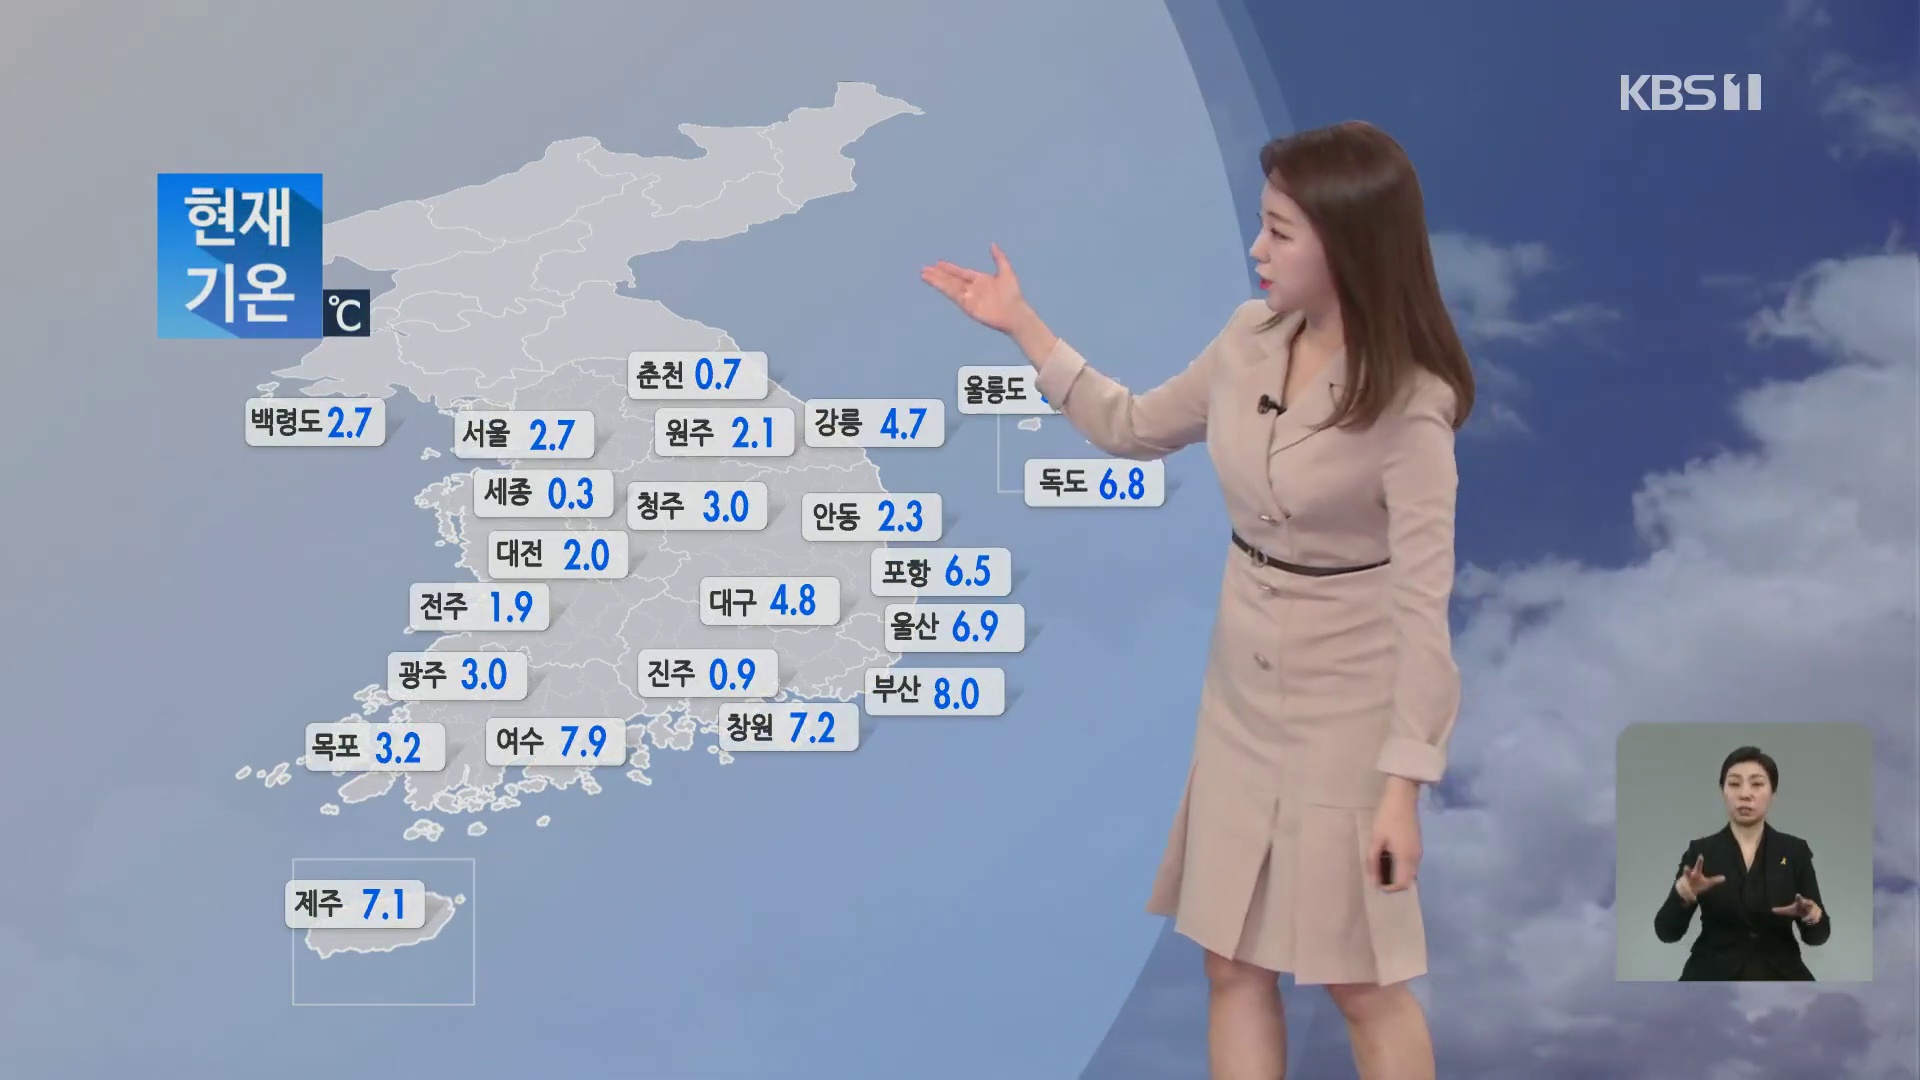 KBS 1
현재
기온
℃
춘천 0.7
백령도 2.7
서울 2.7
원주 2.1
강릉 4.7
울릉도
세종 0.3
청주 3.0
안동 2.3
독도 6.8
대전 2.0
포항 6.5
전주 1.9
대구 4.8
울산 6.9
광주 3.0
진주 0.9
부산 8.0
목포 3.2
여수 7.9
창원 7.2
제주 7.1